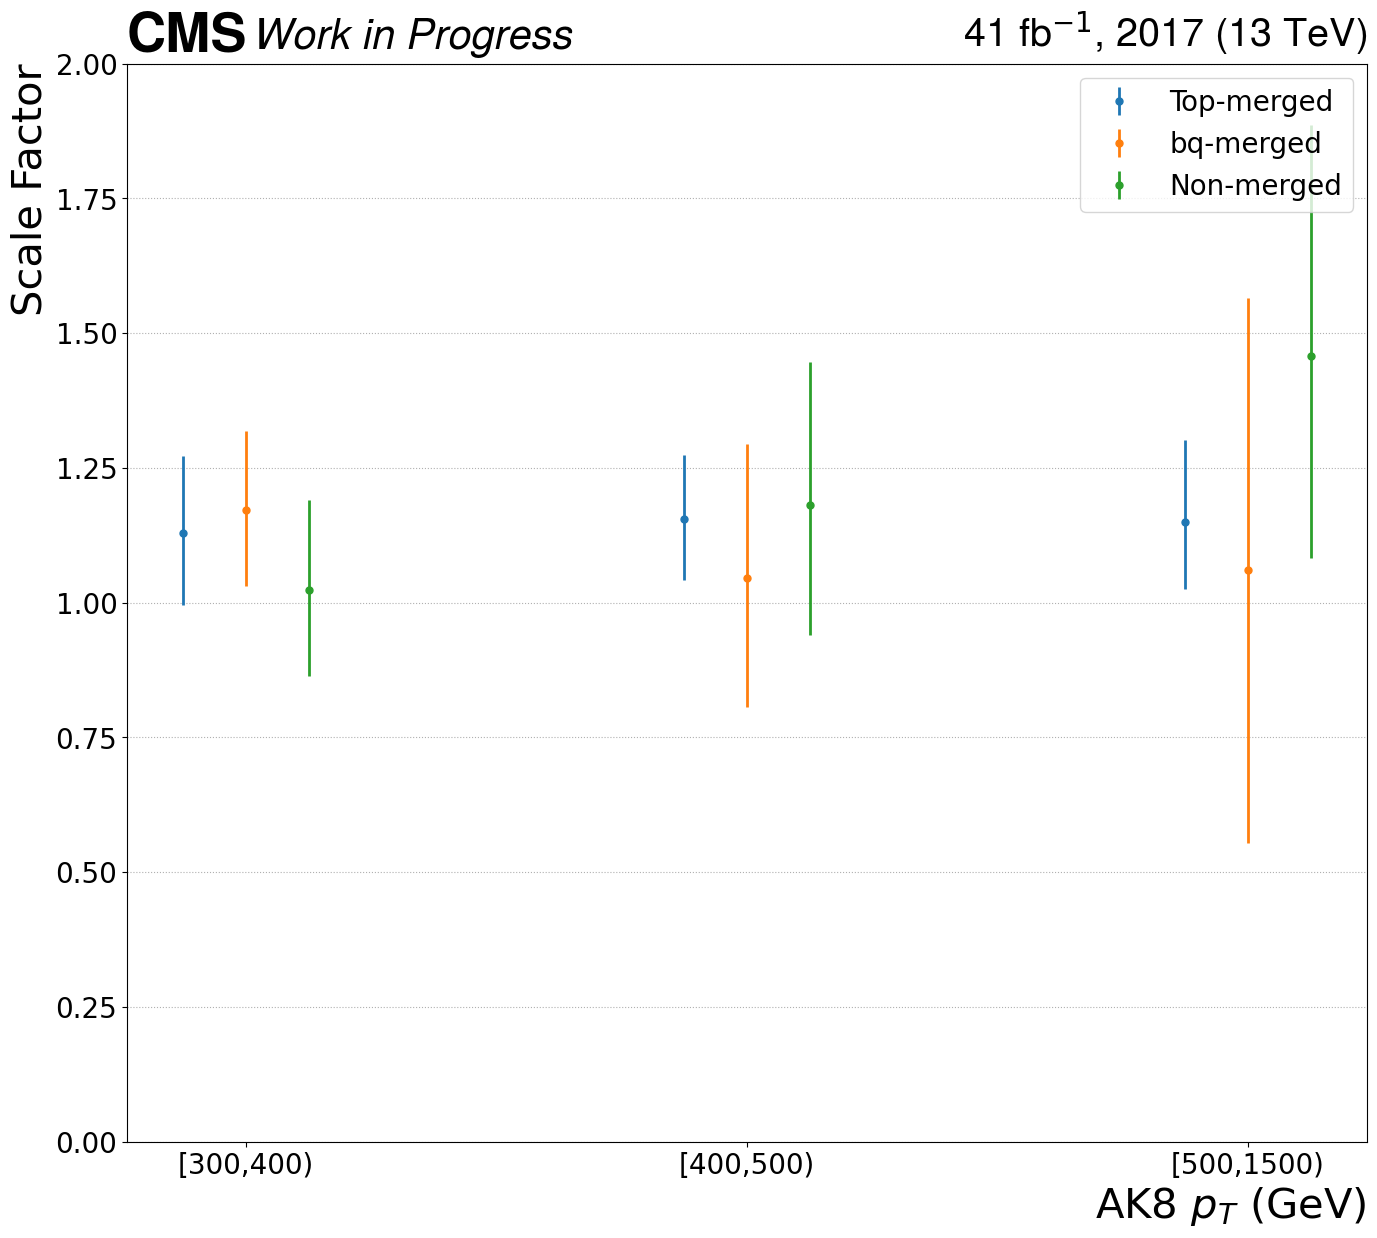 CMS Work in Progress
41 fb⁻¹, 2017 (13 TeV)
Scale Factor
2.00
1.75
1.50
1.25
1.00
0.75
0.50
0.25
0.00
Top-merged
bq-merged
Non-merged
[300,400)
[400,500)
[500,1500)
AK8 p_T (GeV)